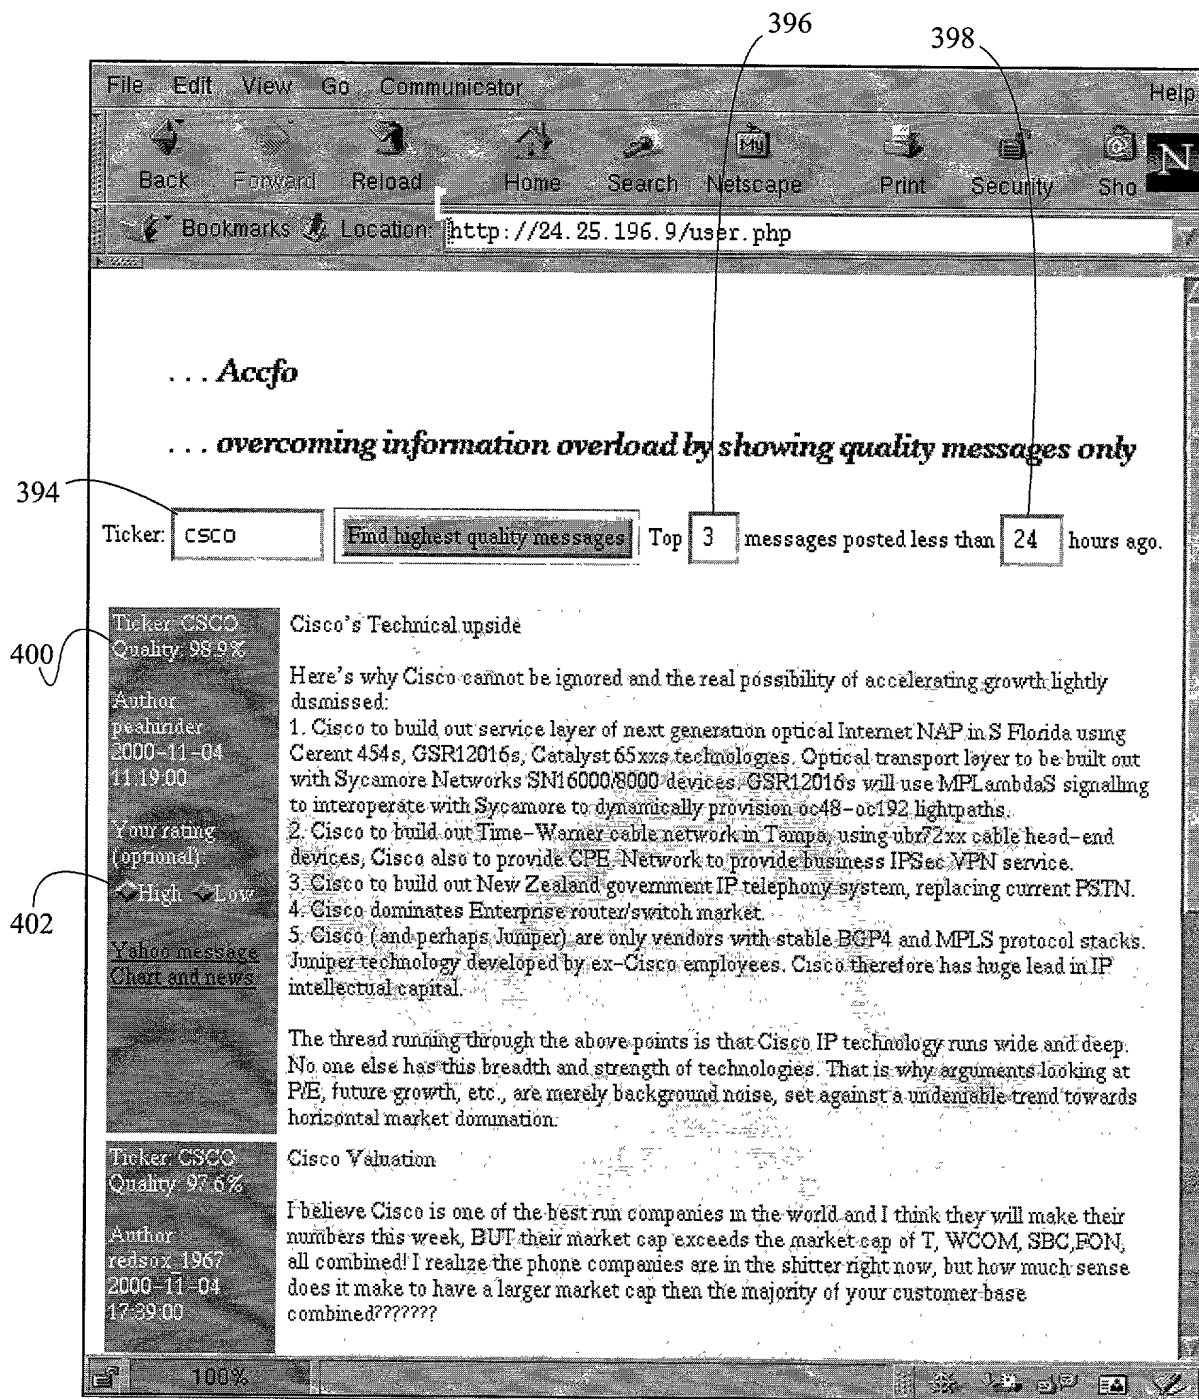 396
398
File Edit View Go Communicator Help
Back Forward Reload Home Search Netscape Print Security Sho
My
N
Bookmarks Location: http://24.25.196.9/user.php
. . . Accfo
. . . overcoming information overload by showing quality messages only
394
Ticker: csco Find highest quality messages Top 3 messages posted less than 24 hours ago.
400
Ticker: CSCO
Quality: 98.9%
Author
2000-11-04
11:19:00
Your rating
(optional):
High Low
402
Yahoo message
Chart and news
Cisco's Technical upside
Here's why Cisco cannot be ignored and the real possibility of accelerating growth lightly
dismissed:
1. Cisco to build out service layer of next generation optical Internet NAP in S Florida using
Cerent 454s, GSR12016s, Catalyst 65xxs technologies. Optical transport layer to be built out
with Sycamore Networks SN16000/8000 devices. GSR12016s will use MPLambdaS signalling
to interoperate with Sycamore to dynamically provision oc48-oc192 lightpaths.
2. Cisco to build out Time-Warner cable network in Tampa, using ubr72xx cable head-end
devices, Cisco also to provide CPE. Network to provide business IPSec VPN service.
3. Cisco to build out New Zealand government IP telephony system, replacing current PSTN.
4. Cisco dominates Enterprise router/switch market.
5. Cisco (and perhaps Juniper) are only vendors with stable BGP4 and MPLS protocol stacks.
Juniper technology developed by ex-Cisco employees. Cisco therefore has huge lead in IP
intellectual capital.
The thread running through the above points is that Cisco IP technology runs wide and deep.
No one else has this breadth and strength of technologies. That is why arguments looking at
P/E, future growth, etc., are merely background noise, set against a undeniable trend towards
horizontal market domination.
Ticker: CSCO
Quality: 97.6%
Author
redsox_1967
2000-11-04
17:39:00
Cisco Valuation
I believe Cisco is one of the best run companies in the world and I think they will make their
numbers this week, BUT their market cap exceeds the market cap of T, WCOM, SBC,FON,
all combined! I realize the phone companies are in the shitter right now, but how much sense
does it make to have a larger market cap then the majority of your customer base
combined???????
100%